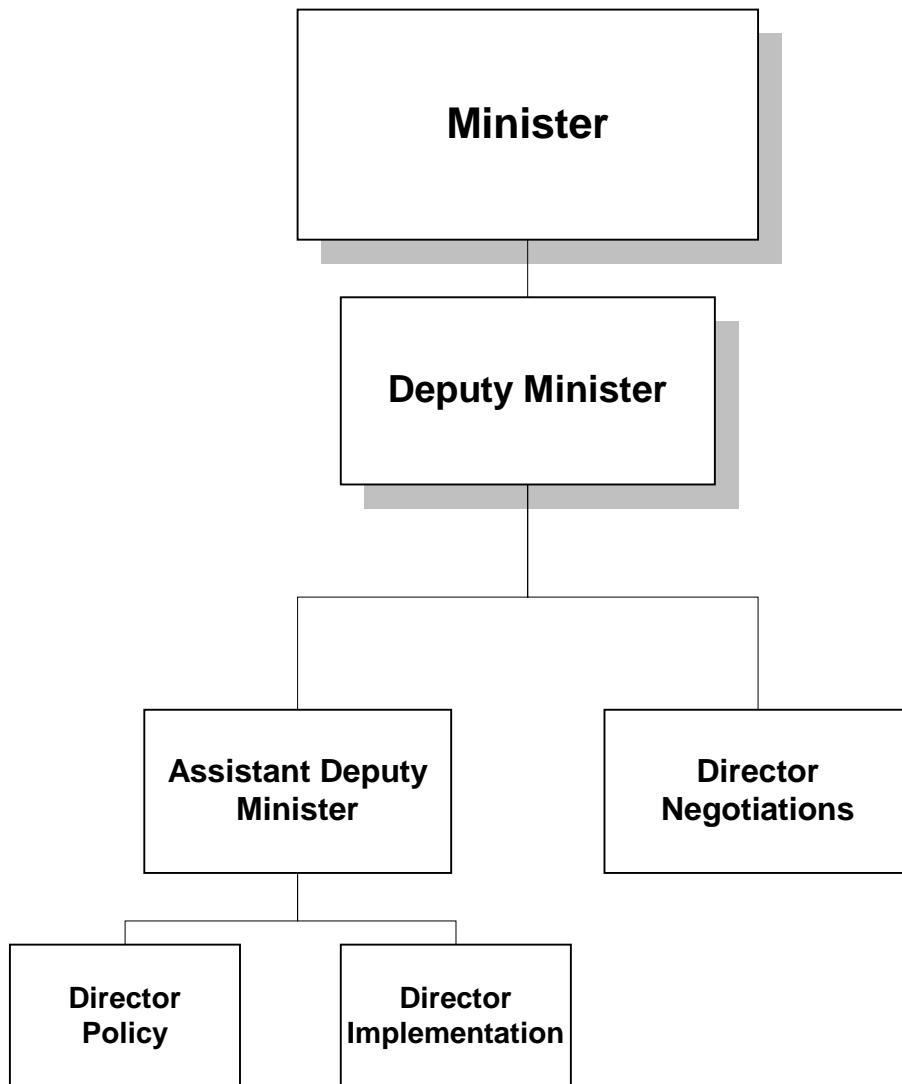 Minister
Deputy Minister
Assistant Deputy
Minister
Director
Negotiations
Director
Policy
Director
Implementation